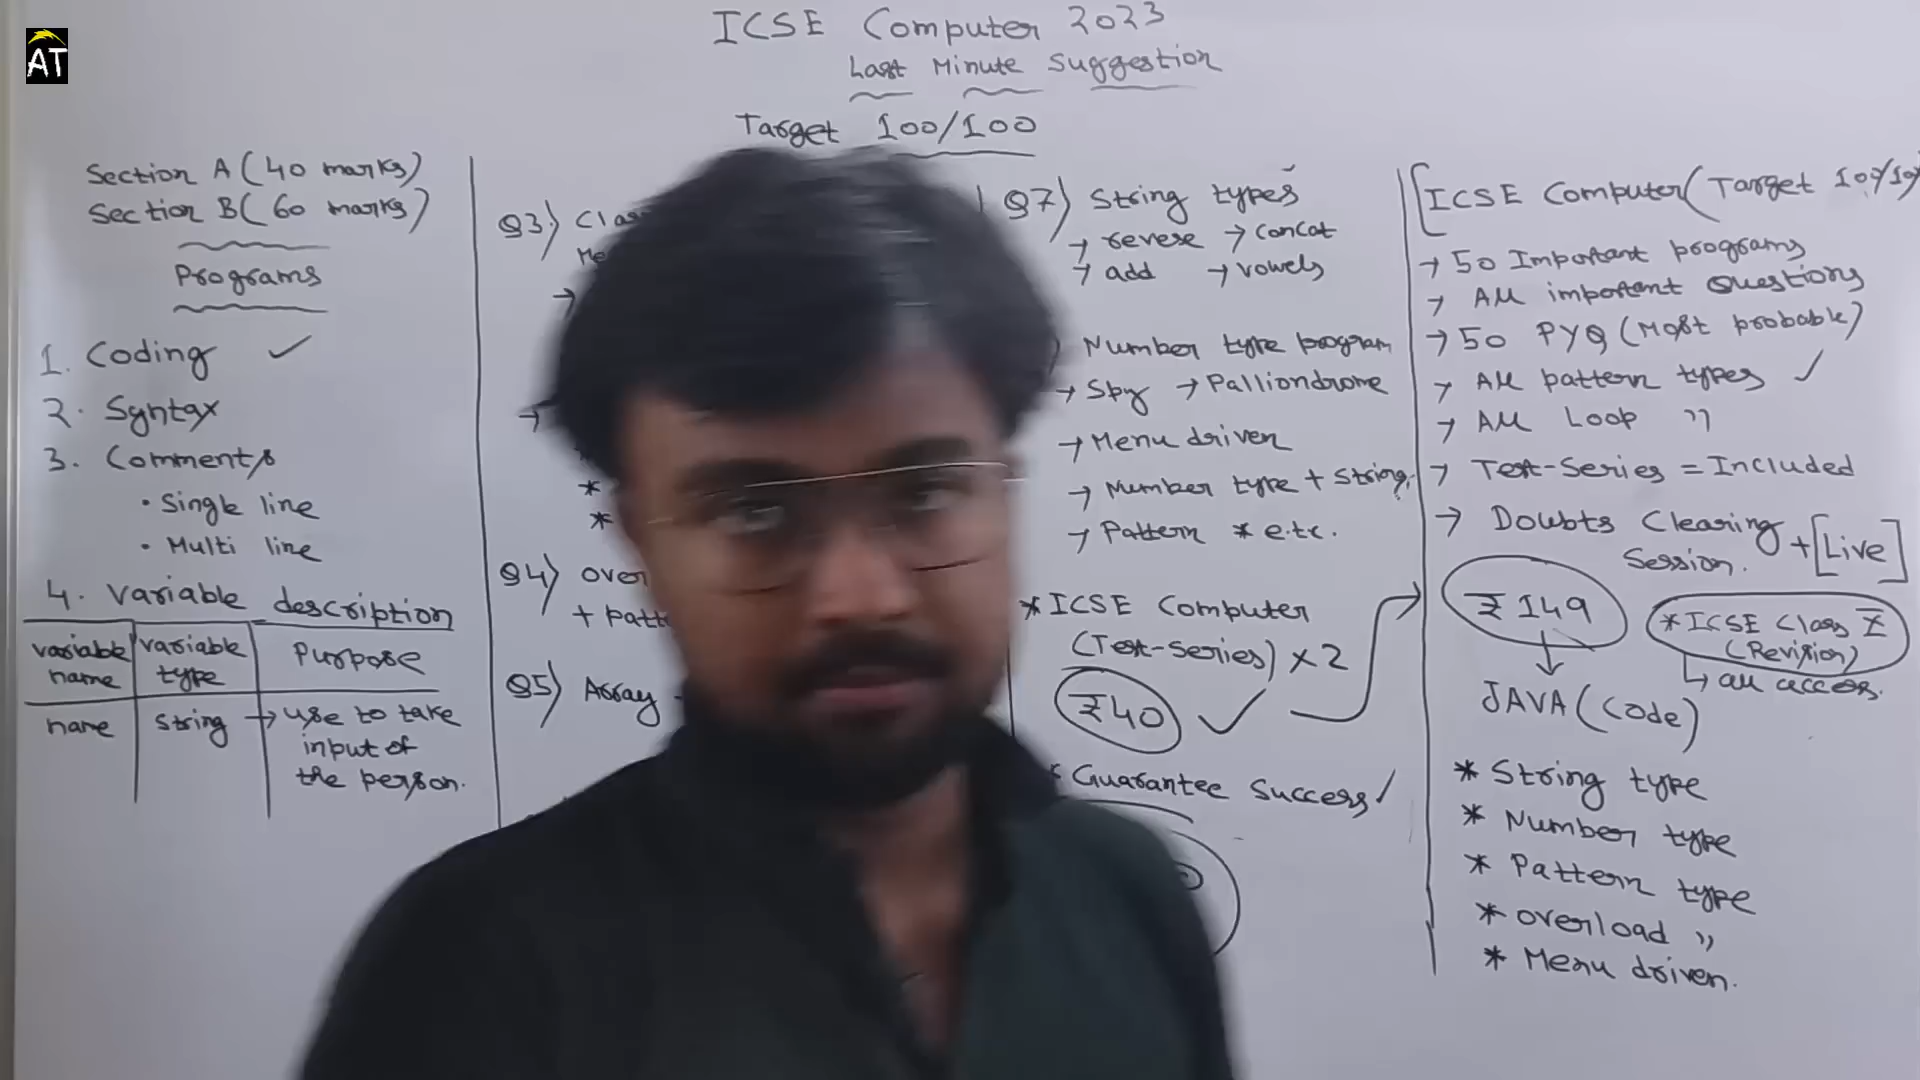 AT
ICSE Computer 2023
Last Minute Suggestion
Target 100/100
Section A (40 marks)
Section B (60 marks)
Programs
1. Coding ✓
2. Syntax
3. Comments
• Single line
• Multi line
4. Variable description
variable name | variable type | Purpose
name | String | → use to take input of the person.
Q3)
Q4)
+
Q5) Array
Q7) String types
→ revese → concat
→ add → vowels
Number type program
→ Spy → Palliondrome
→ Menu driven
→ Number type + String
→ Pattern * e.t.c.
* ICSE Computer
(Test-Series) x 2
₹40 ✓
* Guarantee Success
ICSE Computer (Target 100/100
→ 50 Important programs
→ All important Questions
→ 50 PYQ (Most probable)
→ All pattern types ✓
→ All Loop "
→ Test-Series = Included
→ Doubts Clearing Session. + [Live]
₹149
* ICSE Class X
(Revision)
↳ all access.
JAVA (Code)
* String type
* Number type
* Pattern type
* overload "
* Menu driven.